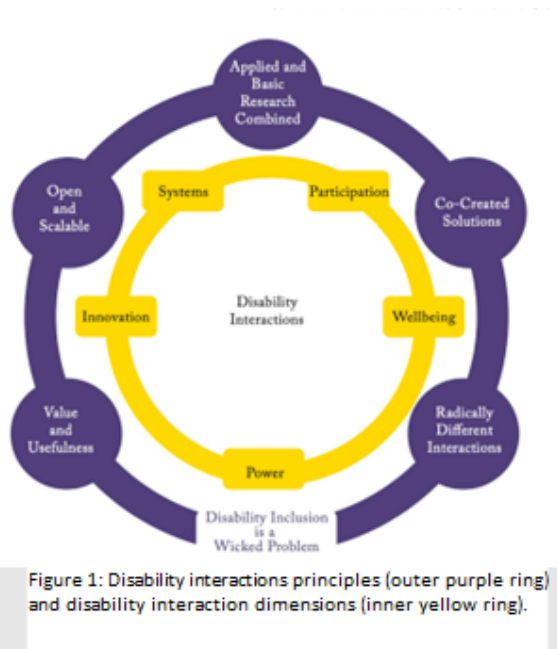 Applied and
Basic
Research
Combined
Open
and
Scalable
Systems
Participation
Co-Created
Solutions
Disability
Interactions
Innovation
Wellbeing
Value
and
Usefulness
Radically
Different
Interactions
Power
Disability Inclusion
is a
Wicked Problem
Figure 1: Disability interactions principles (outer purple ring)
and disability interaction dimensions (inner yellow ring).